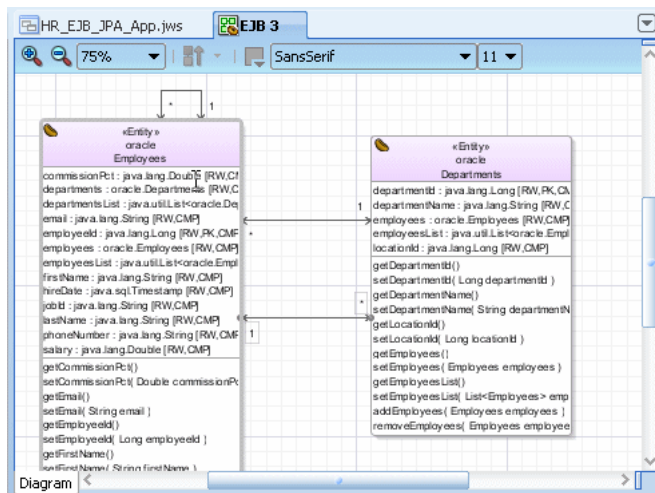 HR_EJB_JPA_App.jws
EJB 3
75%
SansSerif
11
*
1
«Entity»
oracle
Employees
commissionPct : java.lang.Double [RW,CM
departments : oracle.Departments [RW,C
departmentsList : java.util.List<oracle.De
email : java.lang.String [RW,CMP]
employeeId : java.lang.Long [RW,PK,CMF
employees : oracle.Employees [RW,CMP]
employeesList : java.util.List<oracle.Empl
firstName : java.lang.String [RW,CMP]
hireDate : java.sql.Timestamp [RW,CMP]
jobId : java.lang.String [RW,CMP]
lastName : java.lang.String [RW,CMP]
phoneNumber : java.lang.String [RW,CMF
salary : java.lang.Double [RW,CMP]
getCommissionPct()
setCommissionPct( Double commissionPc
getEmail()
setEmail( String email )
getEmployeeId()
setEmployeeId( Long employeeId )
getFirstName()
setFirstName( String firstName )
1
*
*
1
«Entity»
oracle
Departments
departmentId : java.lang.Long [RW,PK,CM
departmentName : java.lang.String [RW,C
employees : oracle.Employees [RW,CMP]
employeesList : java.util.List<oracle.Empl
locationId : java.lang.Long [RW,CMP]
getDepartmentId()
setDepartmentId( Long departmentId )
getDepartmentName()
setDepartmentName( String departmentN
getLocationId()
setLocationId( Long locationId )
getEmployees()
setEmployees( Employees employees )
getEmployeesList()
setEmployeesList( List<Employees> emp
addEmployees( Employees employees )
removeEmployees( Employees employee
Diagram